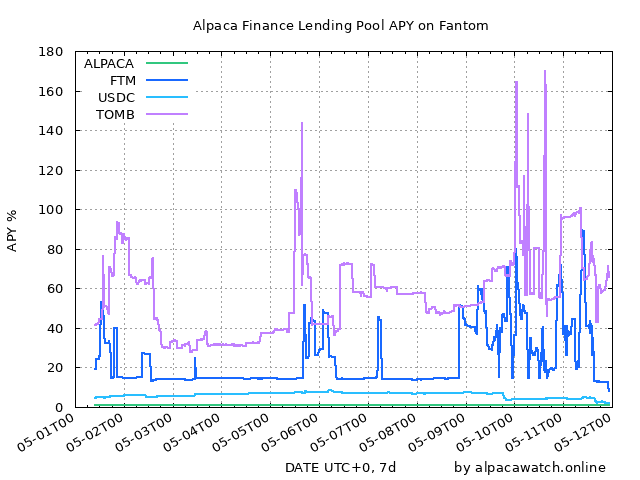 Alpaca Finance Lending Pool APY on Fantom
180
160
140
120
100
80
60
40
20
0
APY %
ALPACA
FTM
USDC
TOMB
05-01T00
05-02T00
05-03T00
05-04T00
05-05T00
05-06T00
05-07T00
05-08T00
05-09T00
05-10T00
05-11T00
05-12T00
DATE UTC+0, 7d
by alpacawatch.online